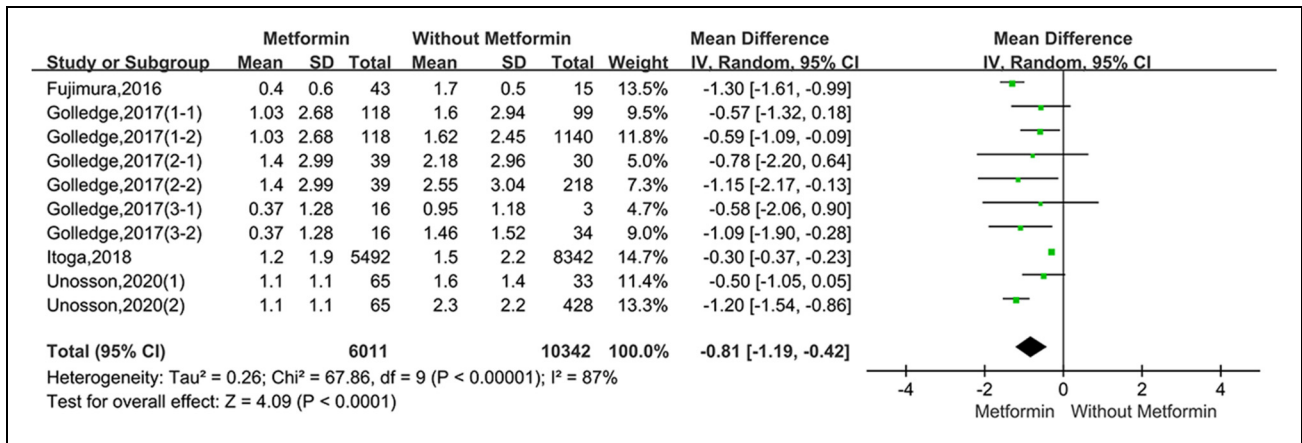 Metformin Without Metformin Mean Difference Mean Difference
Study or Subgroup Mean SD Total Mean SD Total Weight IV, Random, 95% CI IV, Random, 95% CI
Fujimura,2016 0.4 0.6 43 1.7 0.5 15 13.5% -1.30 [-1.61, -0.99]
Golledge,2017(1-1) 1.03 2.68 118 1.6 2.94 99 9.5% -0.57 [-1.32, 0.18]
Golledge,2017(1-2) 1.03 2.68 118 1.62 2.45 1140 11.8% -0.59 [-1.09, -0.09]
Golledge,2017(2-1) 1.4 2.99 39 2.18 2.96 30 5.0% -0.78 [-2.20, 0.64]
Golledge,2017(2-2) 1.4 2.99 39 2.55 3.04 218 7.3% -1.15 [-2.17, -0.13]
Golledge,2017(3-1) 0.37 1.28 16 0.95 1.18 3 4.7% -0.58 [-2.06, 0.90]
Golledge,2017(3-2) 0.37 1.28 16 1.46 1.52 34 9.0% -1.09 [-1.90, -0.28]
Itoga,2018 1.2 1.9 5492 1.5 2.2 8342 14.7% -0.30 [-0.37, -0.23]
Unosson,2020(1) 1.1 1.1 65 1.6 1.4 33 11.4% -0.50 [-1.05, 0.05]
Unosson,2020(2) 1.1 1.1 65 2.3 2.2 428 13.3% -1.20 [-1.54, -0.86]
Total (95% CI) 6011 10342 100.0% -0.81 [-1.19, -0.42]
Heterogeneity: Tau² = 0.26; Chi² = 67.86, df = 9 (P < 0.00001); I² = 87%
Test for overall effect: Z = 4.09 (P < 0.0001)
-4 -2 0 2 4
Metformin Without Metformin